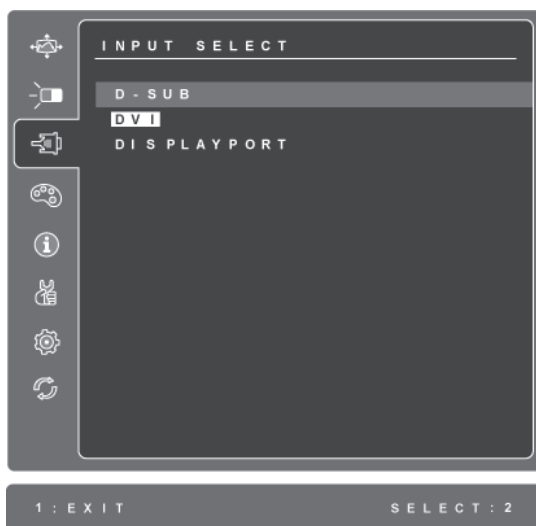 INPUT SELECT
D-SUB
DVI
DISPLAYPORT
1:EXIT SELECT:2